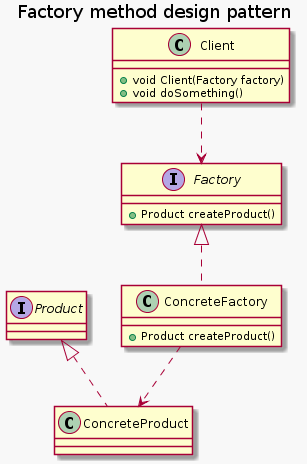 Factory method design pattern
C Client
void Client(Factory factory)
void doSomething()
I Factory
Product createProduct()
C ConcreteFactory
Product createProduct()
I Product
C ConcreteProduct